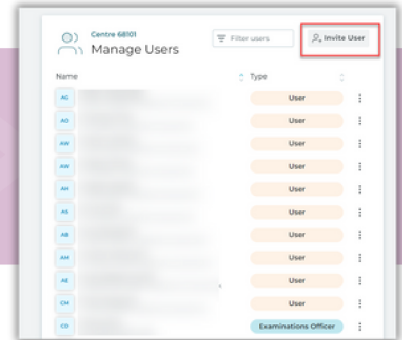 Centre 68101
Manage Users
Filter users
Invite User
Name
Type
AG
User
AO
User
AW
User
AW
User
AH
User
AS
User
AB
User
AM
User
AE
User
CM
User
CD
Examinations Officer